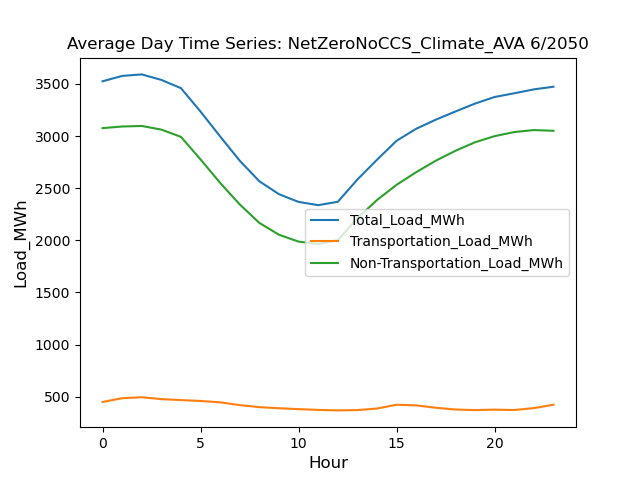 Average Day Time Series: NetZeroNoCCS_Climate_AVA 6/2050
3500
3000
2500
2000
1500
1000
500
Load_MWh
Total_Load_MWh
Transportation_Load_MWh
Non-Transportation_Load_MWh
0 5 10 15 20
Hour